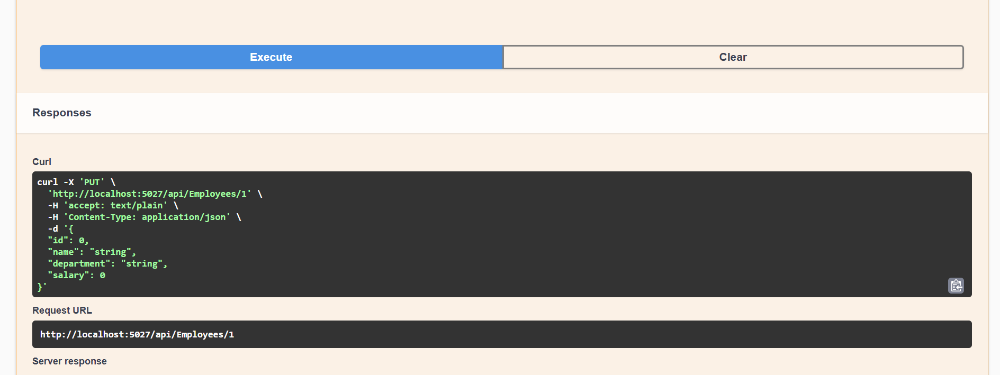 Execute
Clear
Responses
Curl
curl -X 'PUT' \
  'http://localhost:5027/api/Employees/1' \
  -H 'accept: text/plain' \
  -H 'Content-Type: application/json' \
  -d '{
  "id": 0,
  "name": "string",
  "department": "string",
  "salary": 0
}'
Request URL
http://localhost:5027/api/Employees/1
Server response